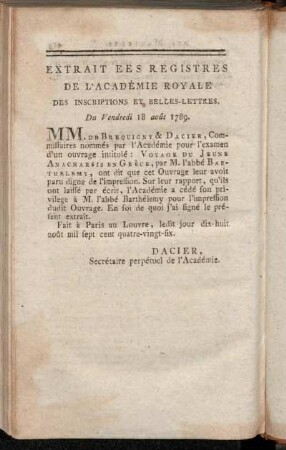 EXTRAIT EES REGISTRES
DE L'ACADÉMIE ROYALE
DES INSCRIPTIONS ET BELLES-LETTRES.
Du Vendredi 18 août 1789.
MM. DE BREQUIGNY & DACIER, Com-
missaires nommés par l'Académie pour l'examen
d'un ouvrage intitulé : VOYAGE DU JEUNE
ANACHARSIS EN GRÈCE, par M. l'abbé BAR-
THELEMY, ont dit que cet Ouvrage leur avoit
paru digne de l'impression. Sur leur rapport, qu'ils
ont laissé par écrit, l'Académie a cédé son pri-
vilége à M. l'abbé Barthélemy pour l'impression
dudit Ouvrage. En foi de quoi j'ai signé le pré-
sent extrait.
Fait à Paris au Louvre, ledit jour dix-huit
août mil sept cent quatre-vingt-six.
DACIER,
Secrétaire perpétuel de l'Académie.